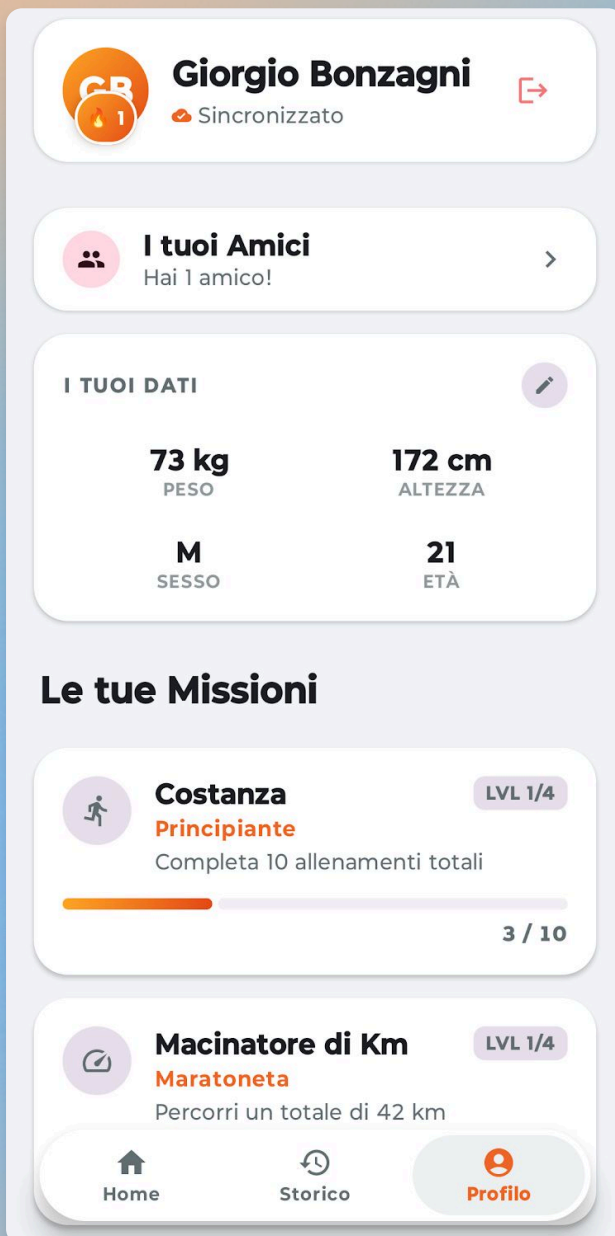 GB
🔥 1
Giorgio Bonzagni
Sincronizzato
I tuoi Amici
Hai 1 amico!
I TUOI DATI
73 kg
PESO
172 cm
ALTEZZA
M
SESSO
21
ETÀ
Le tue Missioni
Costanza
LVL 1/4
Principiante
Completa 10 allenamenti totali
3 / 10
Macinatore di Km
LVL 1/4
Maratoneta
Percorri un totale di 42 km
Home
Storico
Profilo